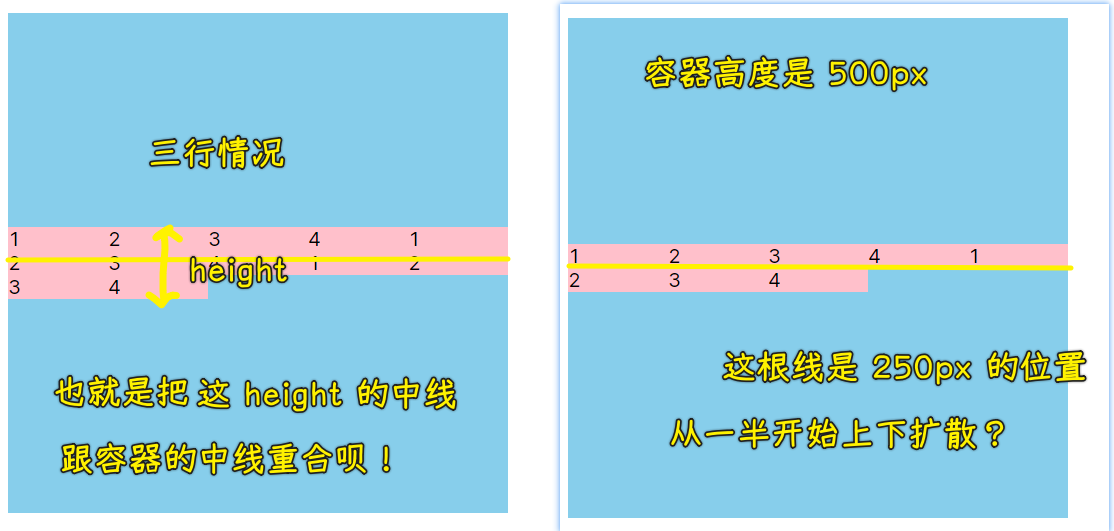 三行情况
1 2 3 4 1
2 3 4 1 2
3 4
height
也就是把 这 height 的中线
跟容器的中线重合呗！
容器高度是 500px
1 2 3 4 1
2 3 4
这根线是 250px 的位置
从一半开始上下扩散？